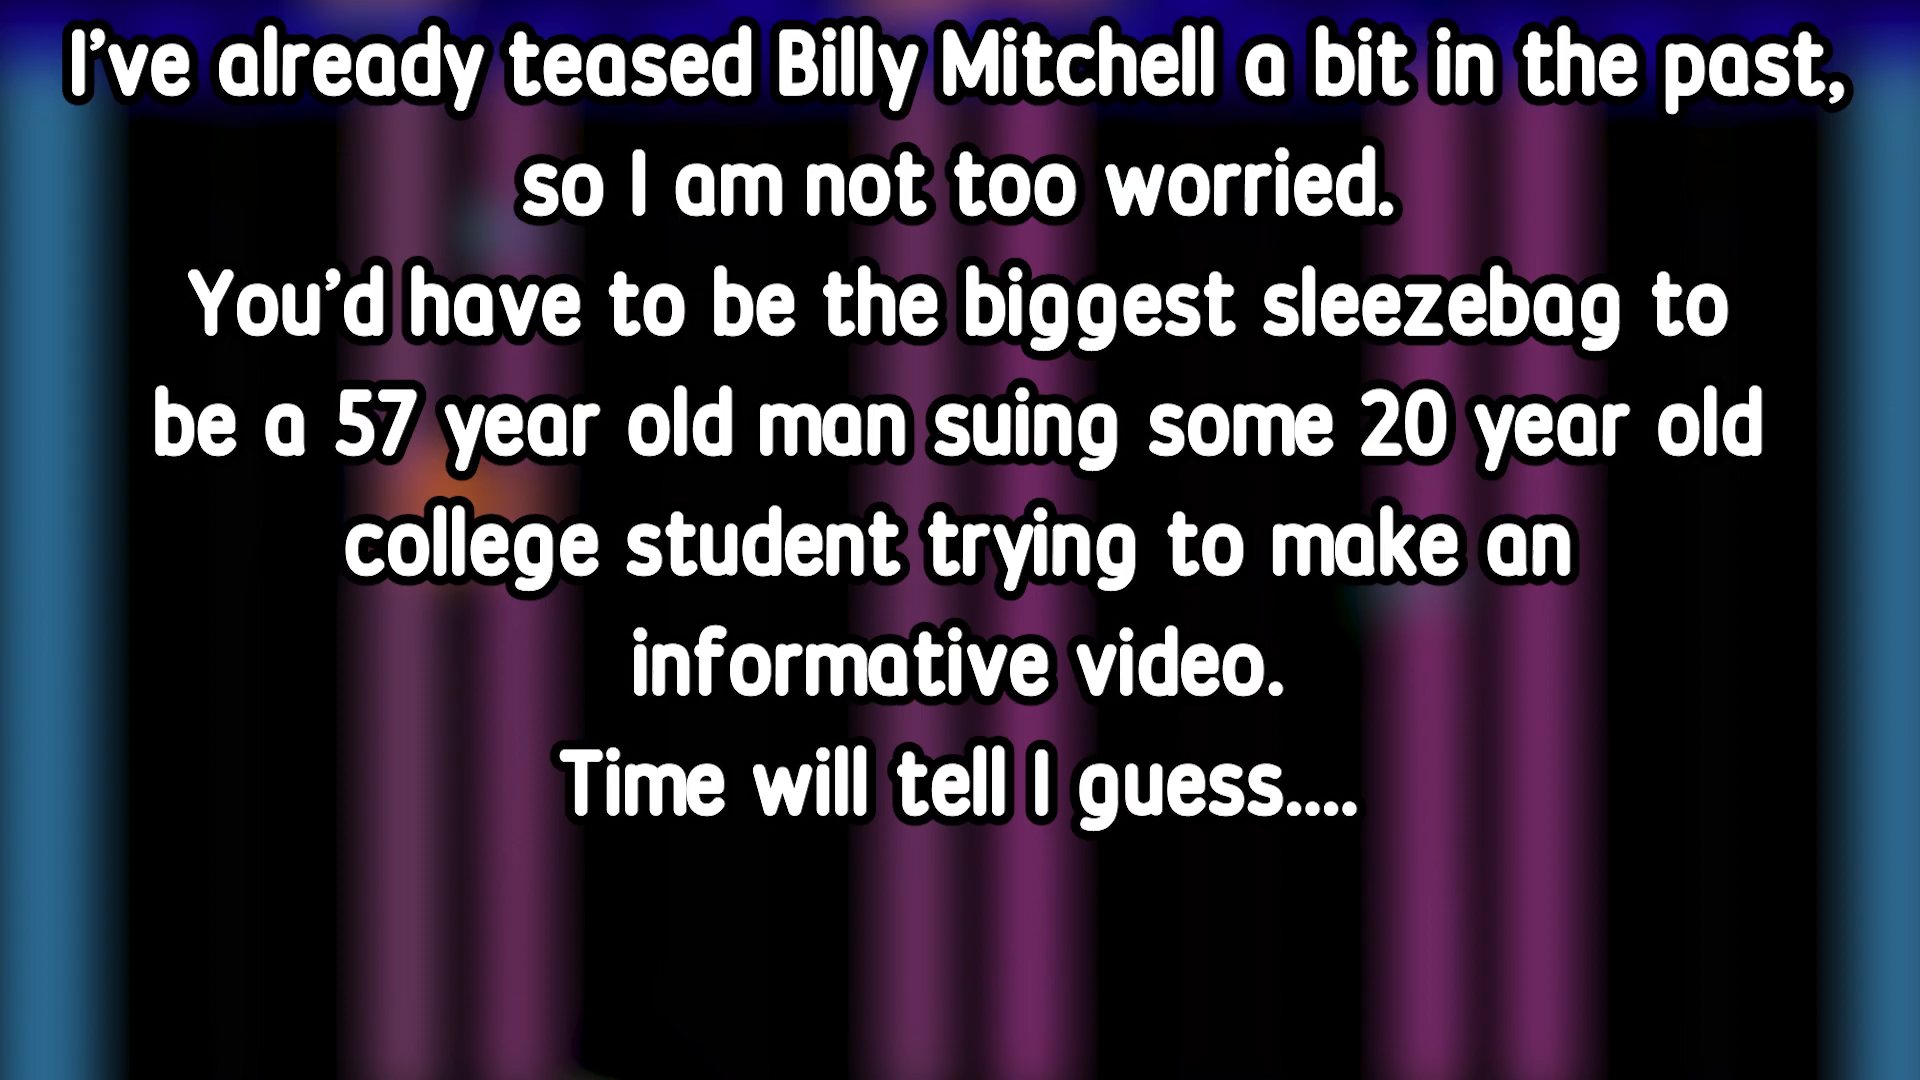 I've already teased Billy Mitchell a bit in the past,
so I am not too worried.
You'd have to be the biggest sleezebag to
be a 57 year old man suing some 20 year old
college student trying to make an
informative video.
Time will tell I guess....